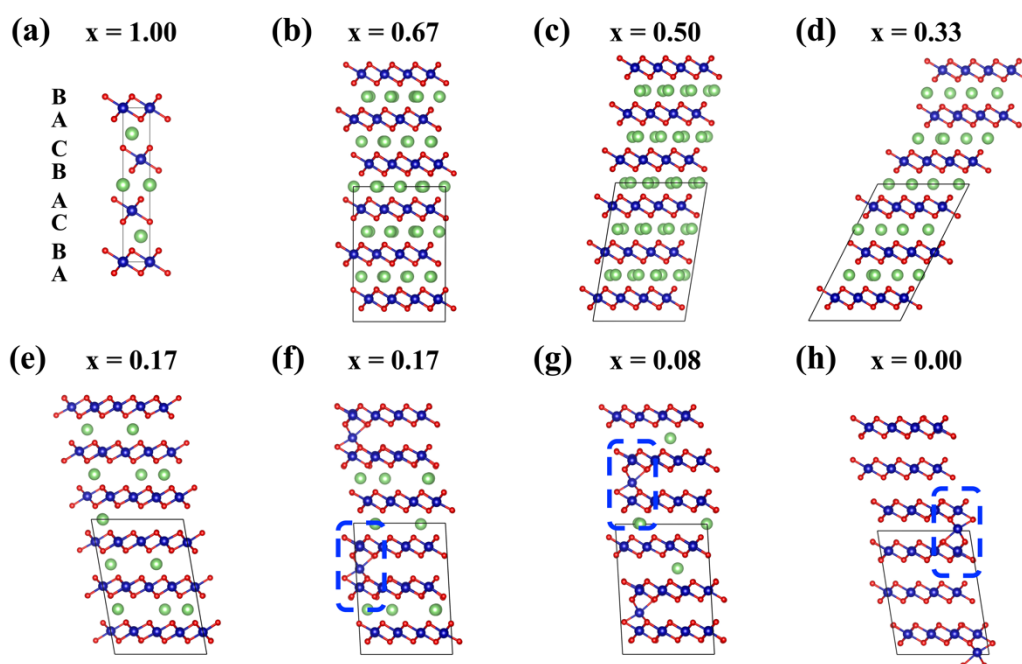 (a) x = 1.00
(b) x = 0.67
(c) x = 0.50
(d) x = 0.33
B
A
C
B
A
C
B
A
(e) x = 0.17
(f) x = 0.17
(g) x = 0.08
(h) x = 0.00